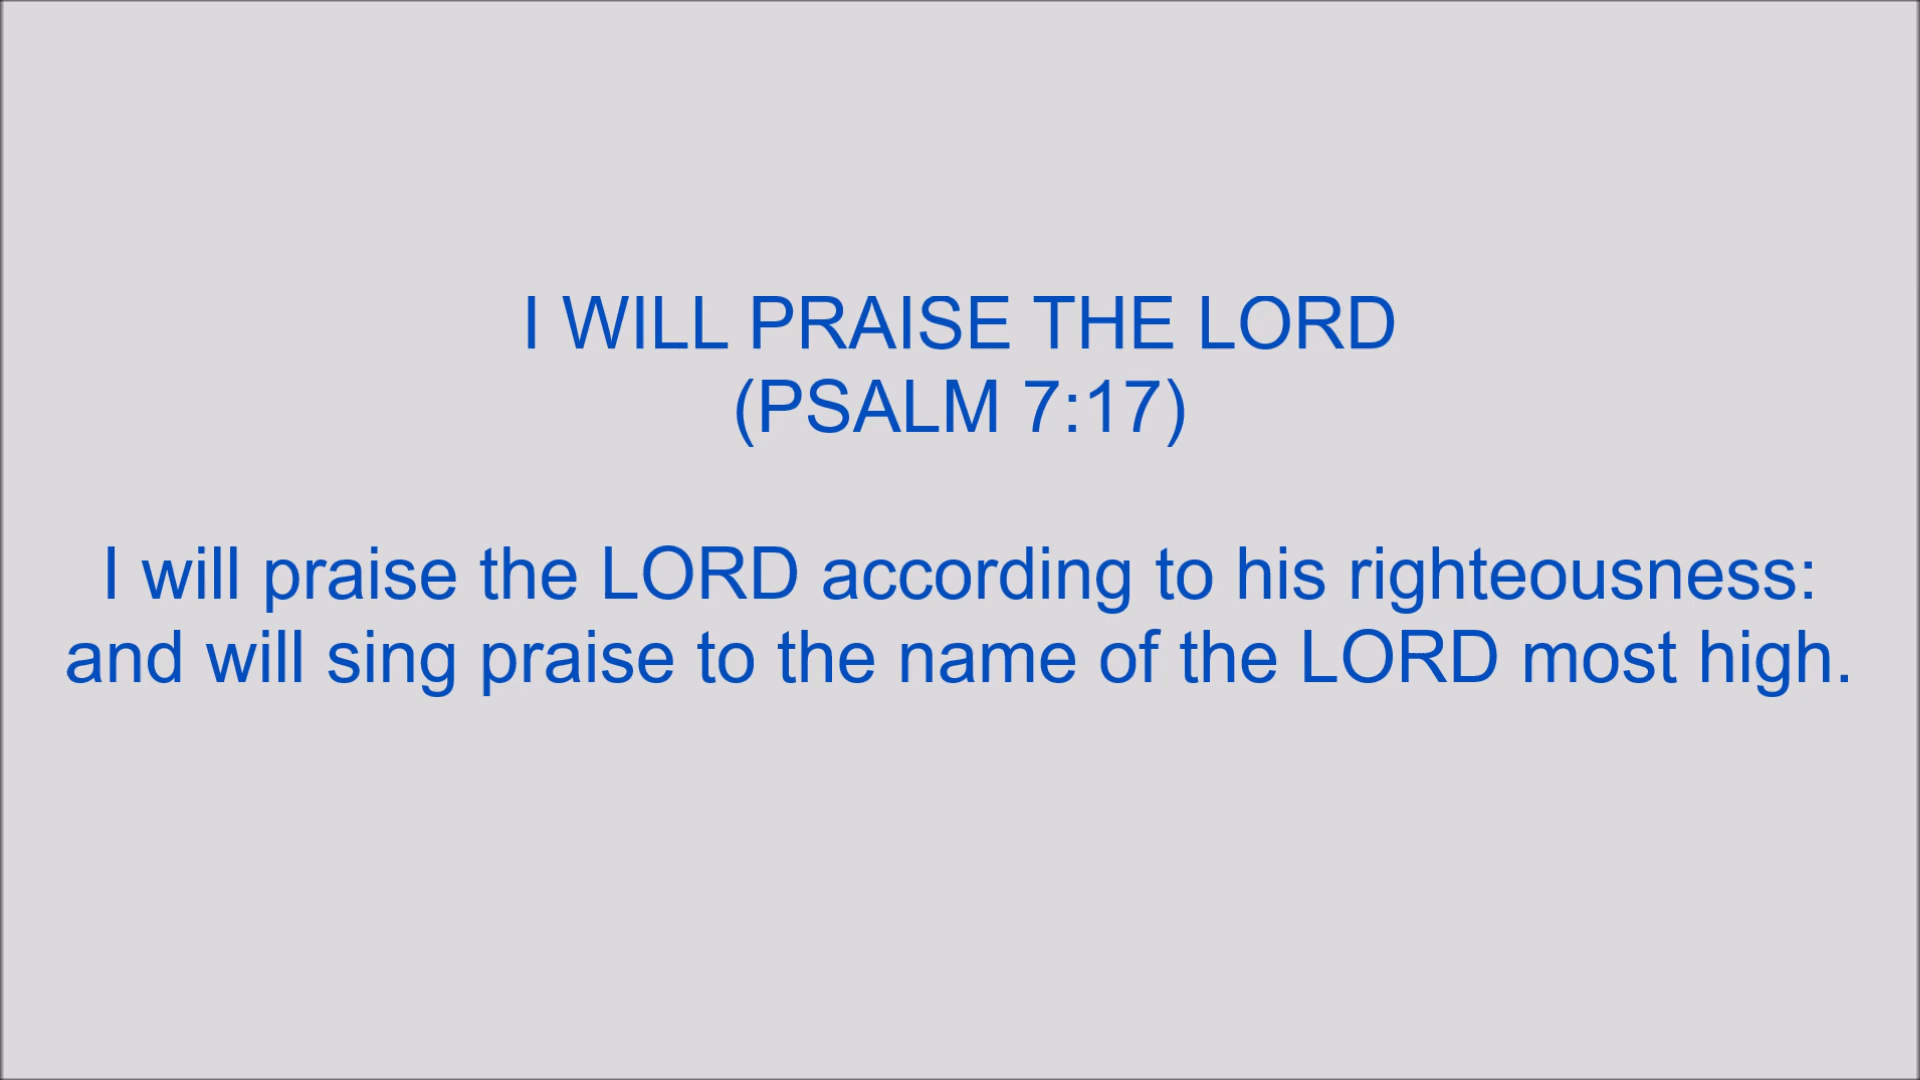 I WILL PRAISE THE LORD
(PSALM 7:17)
I will praise the LORD according to his righteousness:
and will sing praise to the name of the LORD most high.